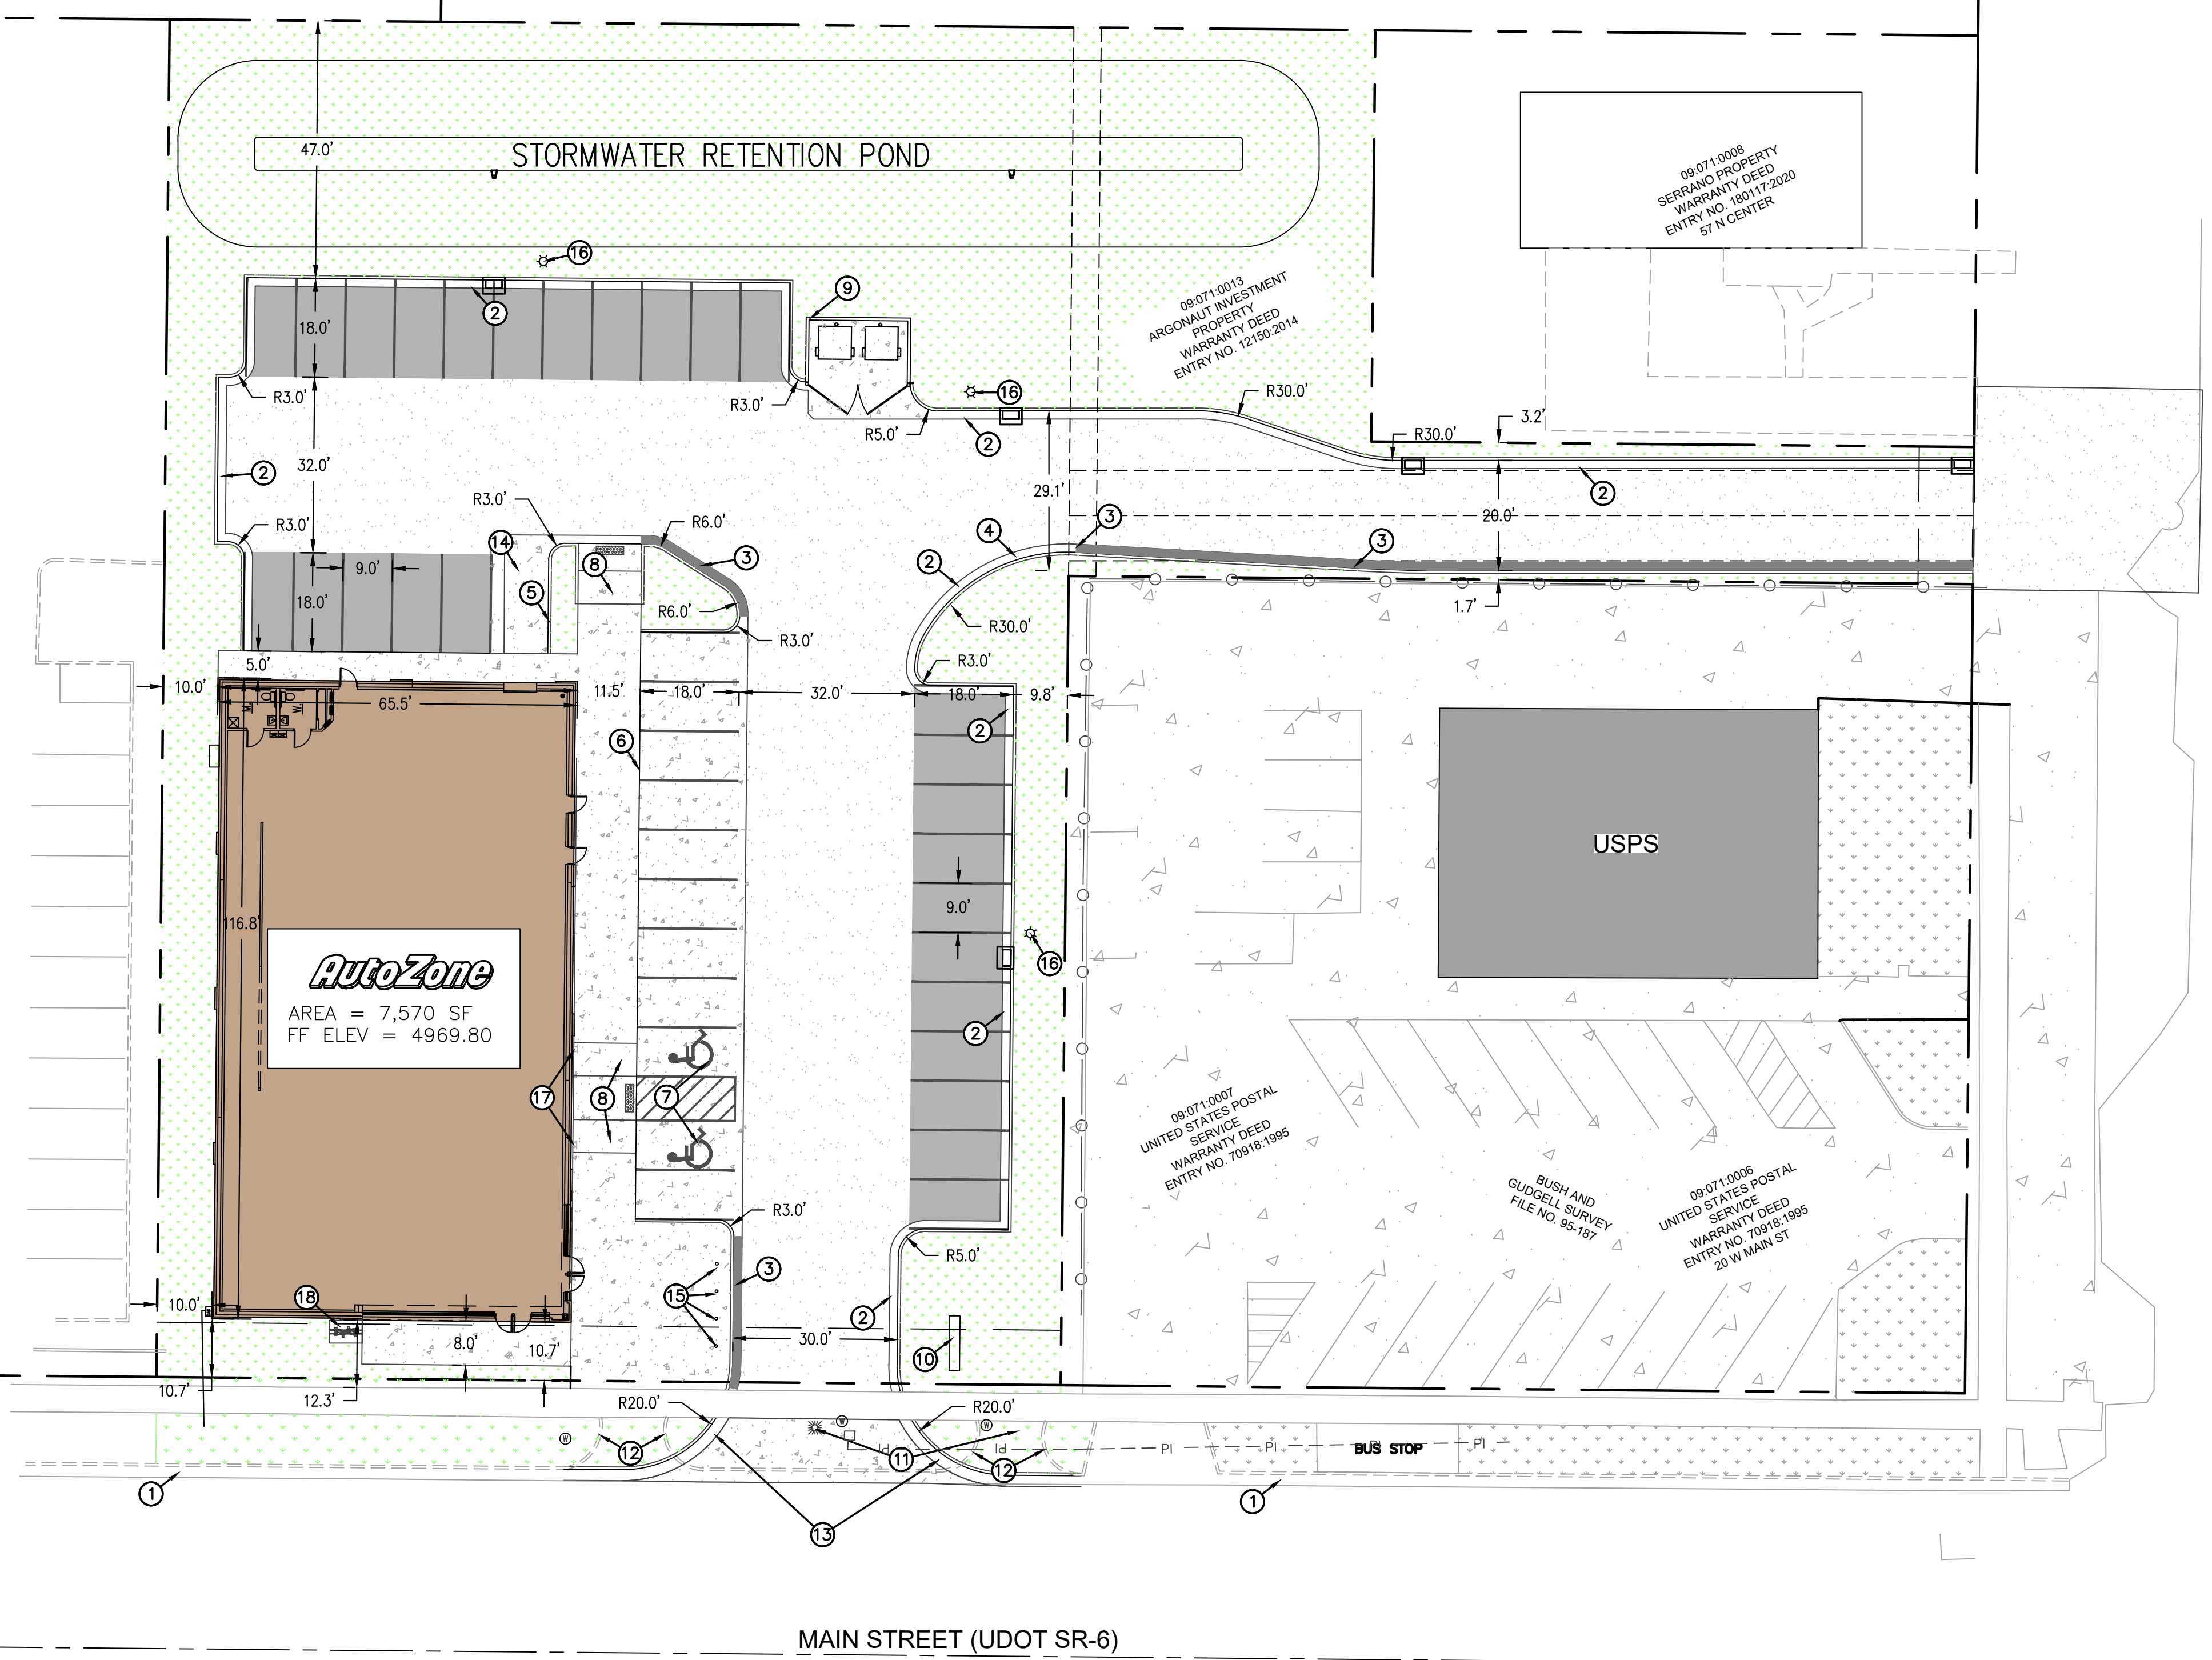 47.0'
STORMWATER RETENTION POND
09:071:0008
SERRANO PROPERTY
WARRANTY DEED
ENTRY NO. 180117:2020
57 N CENTER
16
9
2
18.0'
09:071:0013
ARGONAUT INVESTMENT
PROPERTY
WARRANTY DEED
ENTRY NO. 12150:2014
R3.0'
R3.0'
16
R30.0'
3.2'
R5.0'
2
R30.0'
2
32.0'
29.1'
2
20.0'
R3.0'
R3.0'
R6.0'
3
4
3
14
8
3
2
9.0'
18.0'
5
R6.0'
R30.0'
1.7'
R3.0'
R3.0'
5.0'
10.0'
65.5'
11.5'
18.0'
32.0'
18.0'
9.8'
M
W
6
2
USPS
116.8'
9.0'
AutoZone
AREA = 7,570 SF
FF ELEV = 4969.80
16
2
17
8
7
09:071:0007
UNITED STATES POSTAL
SERVICE
WARRANTY DEED
ENTRY NO. 70918:1995
BUSH AND
GUDGELL SURVEY
FILE NO. 95-187
09:071:0006
UNITED STATES POSTAL
SERVICE
WARRANTY DEED
ENTRY NO. 70918:1995
20 W MAIN ST
R3.0'
R5.0'
3
15
18
10.0'
2
8.0'
10.7'
30.0'
10
10.7'
12.3'
R20.0'
R20.0'
W
W
W
12
11
12
PI
PI
PI
PI
PI
PI
BUS STOP
1
1
13
MAIN STREET (UDOT SR-6)